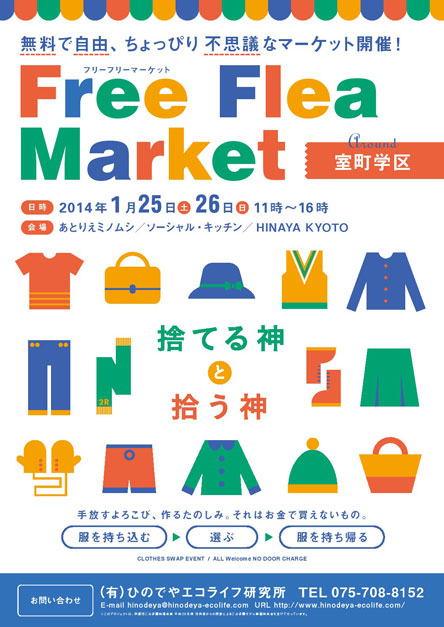 無料で自由、ちょっぴり不思議なマーケット開催！
フリーフリーマーケット
Free Flea
Market
Around
室町学区
日時 2014年1月25日土26日日 11時〜16時
会場 あとりえミノムシ／ソーシャル・キッチン／HINAYA KYOTO
捨てる神
と
拾う神
2R
手放すよろこび、作るたのしみ。それはお金で買えないもの。
服を持ち込む 選ぶ 服を持ち帰る
CLOTHES SWAP EVENT / ALL Welcome NO DOOR CHARGE
お問い合わせ
(有)ひのでやエコライフ研究所 TEL 075-708-8152
E-mail hinodeya@hinodeya-ecolife.com URL http://www.hinodeya-ecolife.com/